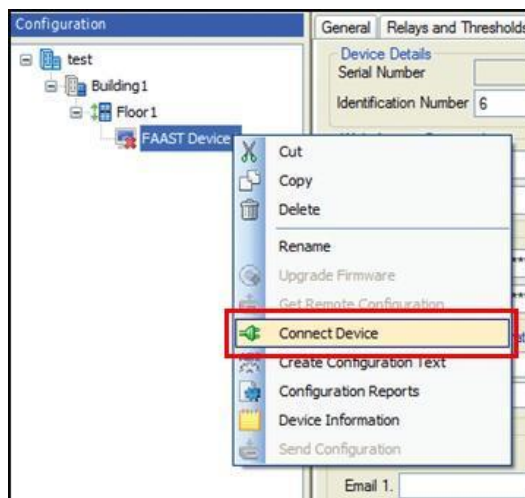 Configuration
General
Relays and Thresholds
test
Building1
Floor1
FAAST Device
Device Details
Serial Number
Identification Number 6
Cut
Copy
Delete
Rename
Upgrade Firmware
Get Remote Configuration
Connect Device
Create Configuration Text
Configuration Reports
Device Information
Send Configuration
Email 1.